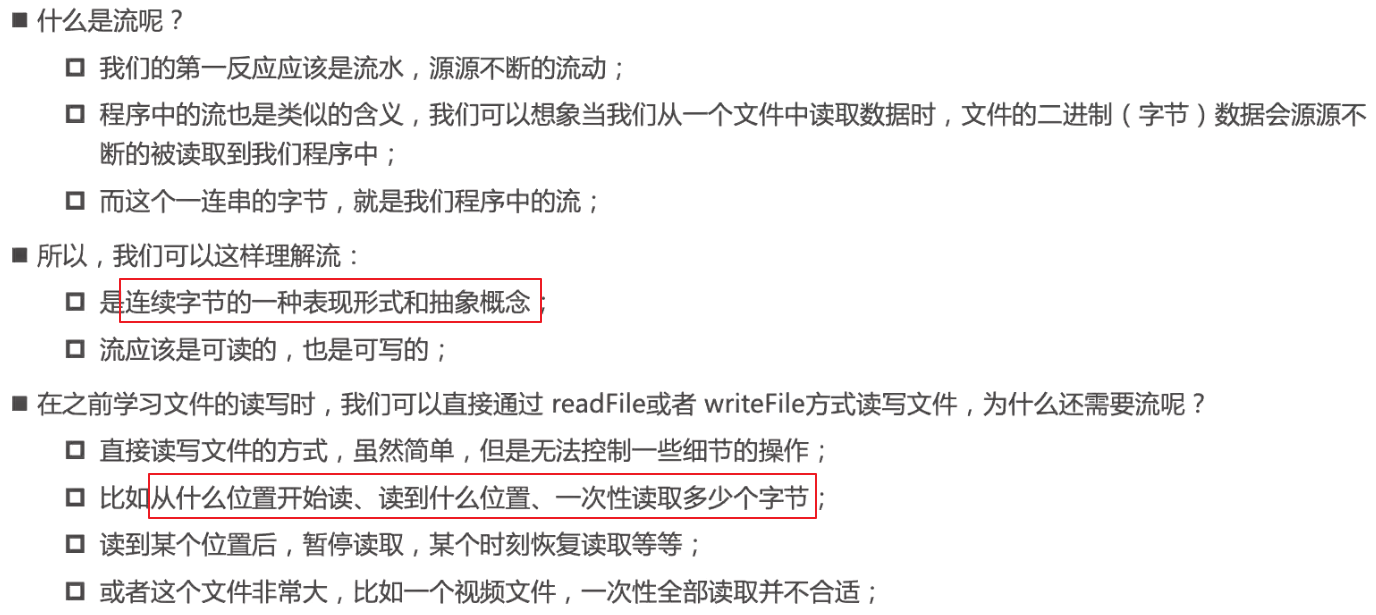 什么是流呢？
我们的第一反应应该是流水，源源不断的流动；
程序中的流也是类似的含义，我们可以想象当我们从一个文件中读取数据时，文件的二进制（字节）数据会源源不
断的被读取到我们程序中；
而这个一连串的字节，就是我们程序中的流；
所以，我们可以这样理解流：
是连续字节的一种表现形式和抽象概念；
流应该是可读的，也是可写的；
在之前学习文件的读写时，我们可以直接通过 readFile或者 writeFile方式读写文件，为什么还需要流呢？
直接读写文件的方式，虽然简单，但是无法控制一些细节的操作；
比如从什么位置开始读、读到什么位置、一次性读取多少个字节；
读到某个位置后，暂停读取，某个时刻恢复读取等等；
或者这个文件非常大，比如一个视频文件，一次性全部读取并不合适；